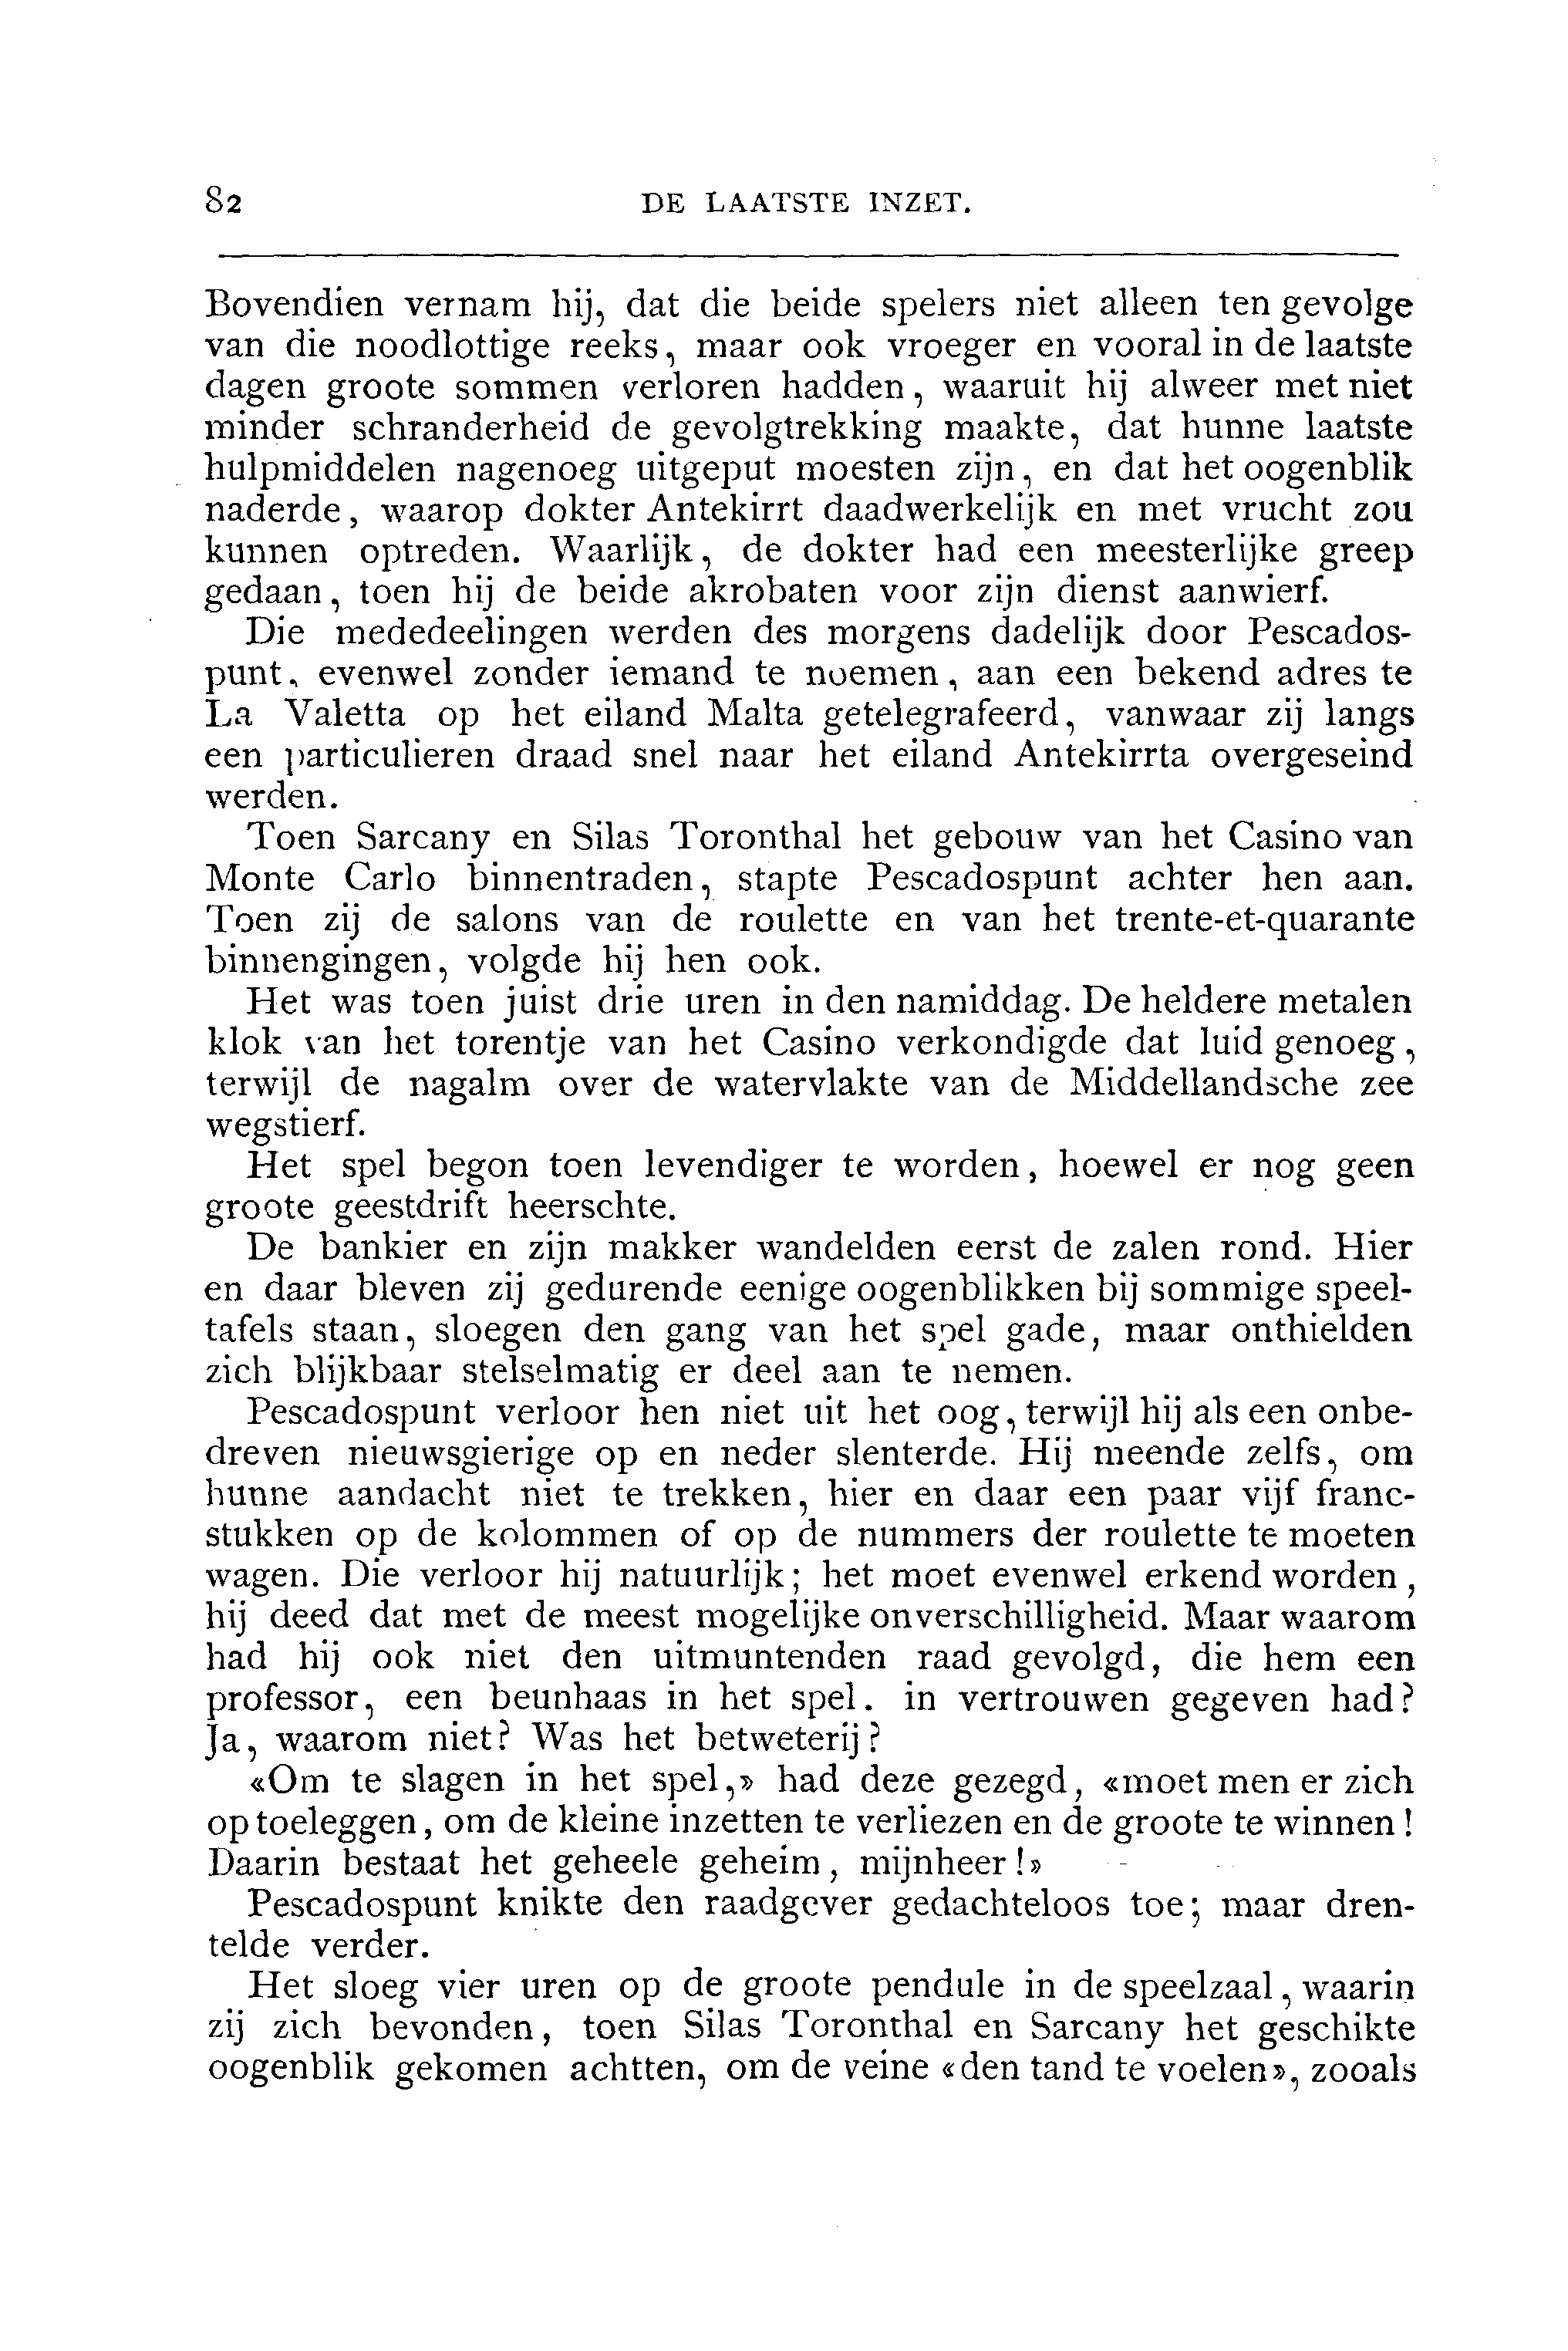 82 DE LAATSTE INZET.
Bovendien vernam hij, dat die beide spelers niet alleen ten gevolge
van die noodlottige reeks, maar ook vroeger en vooral in de laatste
dagen groote sommen verloren hadden, waaruit hij alweer met niet
minder schranderheid de gevolgtrekking maakte, dat hunne laatste
hulpmiddelen nagenoeg uitgeput moesten zijn, en dat het oogenblik
naderde, waarop dokter Antekirrt daadwerkelijk en met vrucht zou
kunnen optreden. Waarlijk, de dokter had een meesterlijke greep
gedaan, toen hij de beide akrobaten voor zijn dienst aanwierf.
Die mededeelingen werden des morgens dadelijk door Pescados-
punt, evenwel zonder iemand te noemen, aan een bekend adres te
La Valetta op het eiland Malta getelegrafeerd, vanwaar zij langs
een particulieren draad snel naar het eiland Antekirrta overgeseind
werden.
Toen Sarcany en Silas Toronthal het gebouw van het Casino van
Monte Carlo binnentraden, stapte Pescadospunt achter hen aan.
Toen zij de salons van de roulette en van het trente-et-quarante
binnengingen, volgde hij hen ook.
Het was toen juist drie uren in den namiddag. De heldere metalen
klok van het torentje van het Casino verkondigde dat luid genoeg,
terwijl de nagalm over de watervlakte van de Middellandsche zee
wegstierf.
Het spel begon toen levendiger te worden, hoewel er nog geen
groote geestdrift heerschte.
De bankier en zijn makker wandelden eerst de zalen rond. Hier
en daar bleven zij gedurende eenige oogenblikken bij sommige speel-
tafels staan, sloegen den gang van het spel gade, maar onthielden
zich blijkbaar stelselmatig er deel aan te nemen.
Pescadospunt verloor hen niet uit het oog, terwijl hij als een onbe-
dreven nieuwsgierige op en neder slenterde. Hij meende zelfs, om
hunne aandacht niet te trekken, hier en daar een paar vijf franc-
stukken op de kolommen of op de nummers der roulette te moeten
wagen. Die verloor hij natuurlijk; het moet evenwel erkend worden,
hij deed dat met de meest mogelijke onverschilligheid. Maar waarom
had hij ook niet den uitmuntenden raad gevolgd, die hem een
professor, een beunhaas in het spel. in vertrouwen gegeven had?
Ja, waarom niet? Was het betweterij?
«Om te slagen in het spel,» had deze gezegd, «moet men er zich
op toeleggen, om de kleine inzetten te verliezen en de groote te winnen!
Daarin bestaat het geheele geheim, mijnheer!»
Pescadospunt knikte den raadgever gedachteloos toe; maar dren-
telde verder.
Het sloeg vier uren op de groote pendule in de speelzaal, waarin
zij zich bevonden, toen Silas Toronthal en Sarcany het geschikte
oogenblik gekomen achtten, om de veine «den tand te voelen», zooals